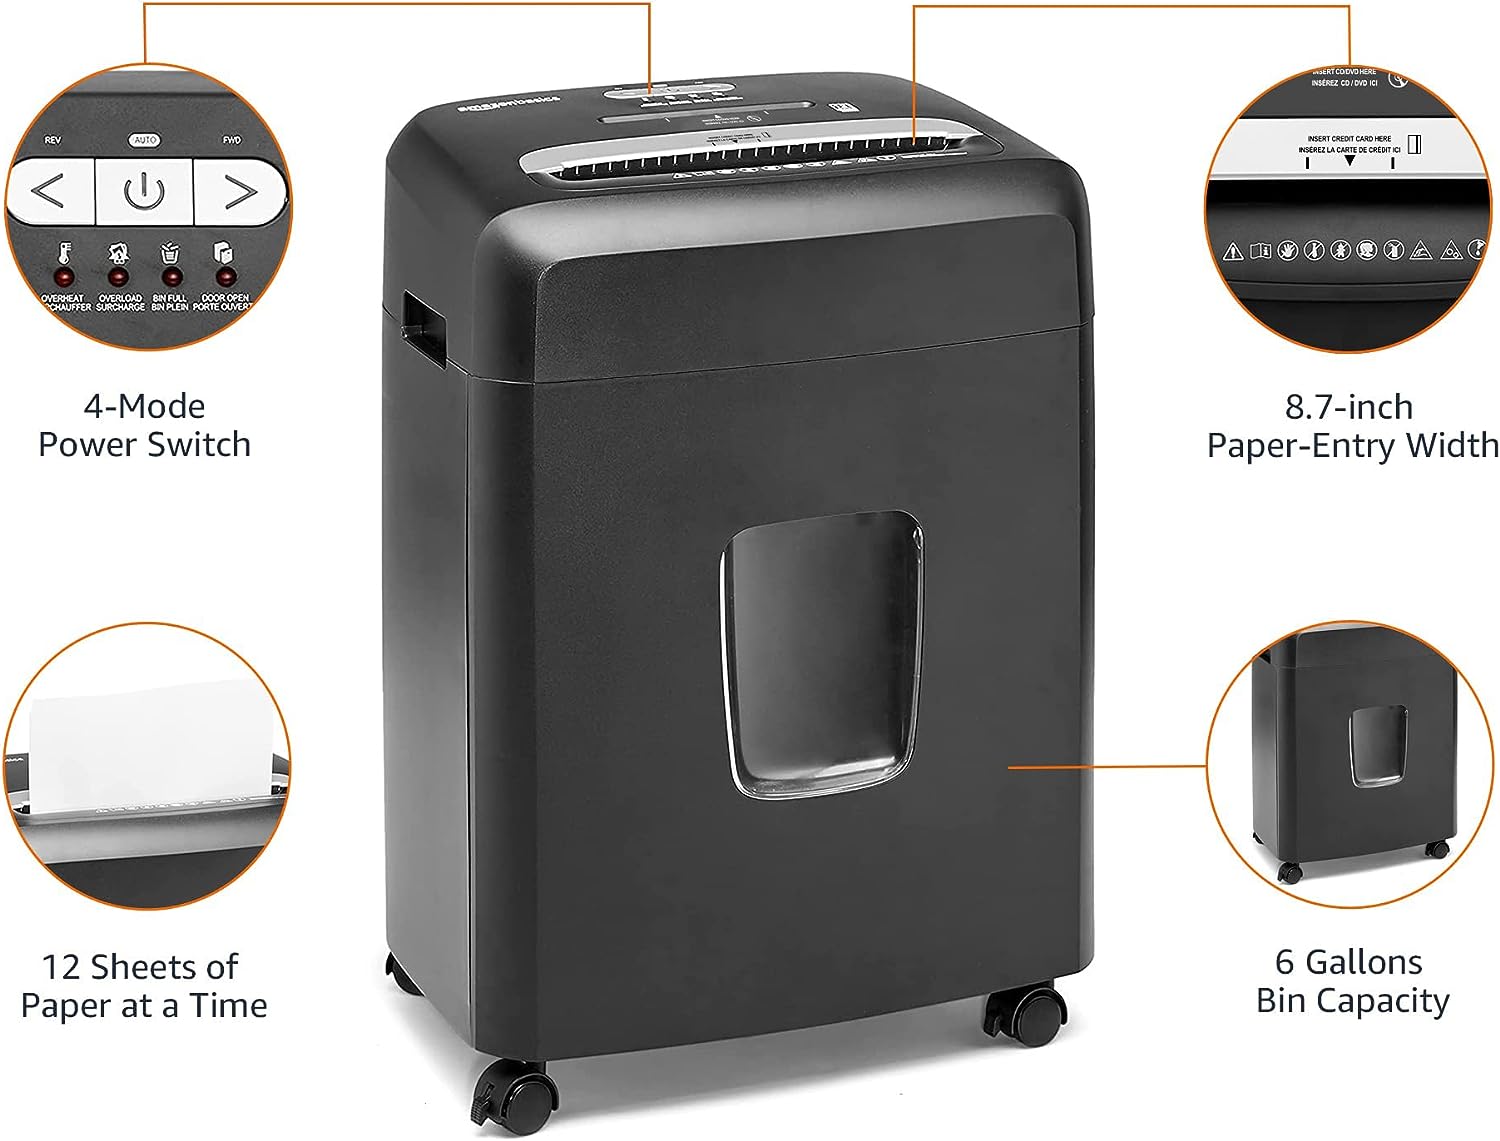 amazonbasics
REV
AUTO
FWD
OVERHEAT
CHAUFFER
OVERLOAD
SURCHARGE
BIN FULL
BIN PLEIN
DOOR OPEN
PORTE OUVERT
4-Mode
Power Switch
INSERT CD/DVD HERE
INSÉREZ CD / DVD ICI
INSERT CREDIT CARD HERE
INSÉREZ LA CARTE DE CRÉDIT ICI
8.7-inch
Paper-Entry Width
12 Sheets of
Paper at a Time
6 Gallons
Bin Capacity